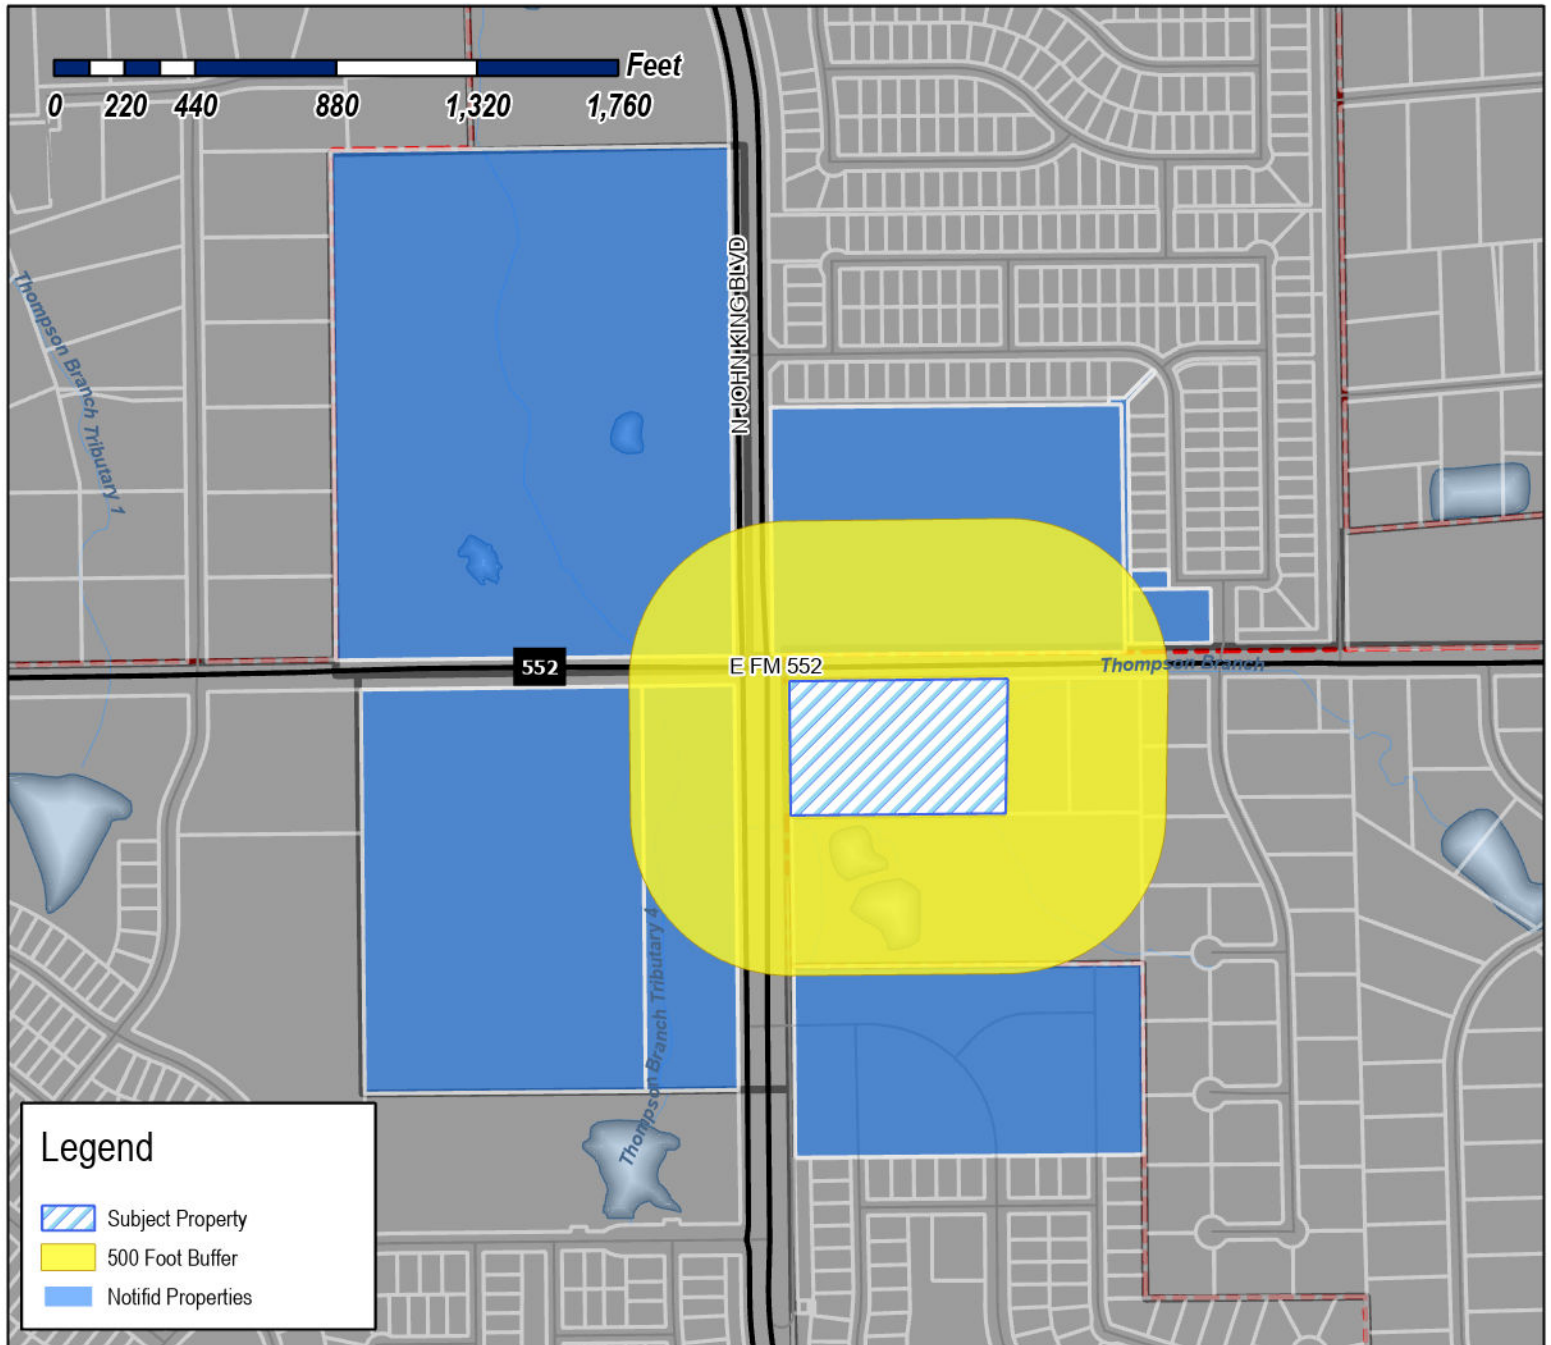 Feet
0 220 440 880 1,320 1,760
N JOHN KING BLVD
Thompson Branch Tributary 1
552
E FM 552
Thompson Branch
Thompson Branch Tributary 4
Legend
Subject Property
500 Foot Buffer
Notifid Properties